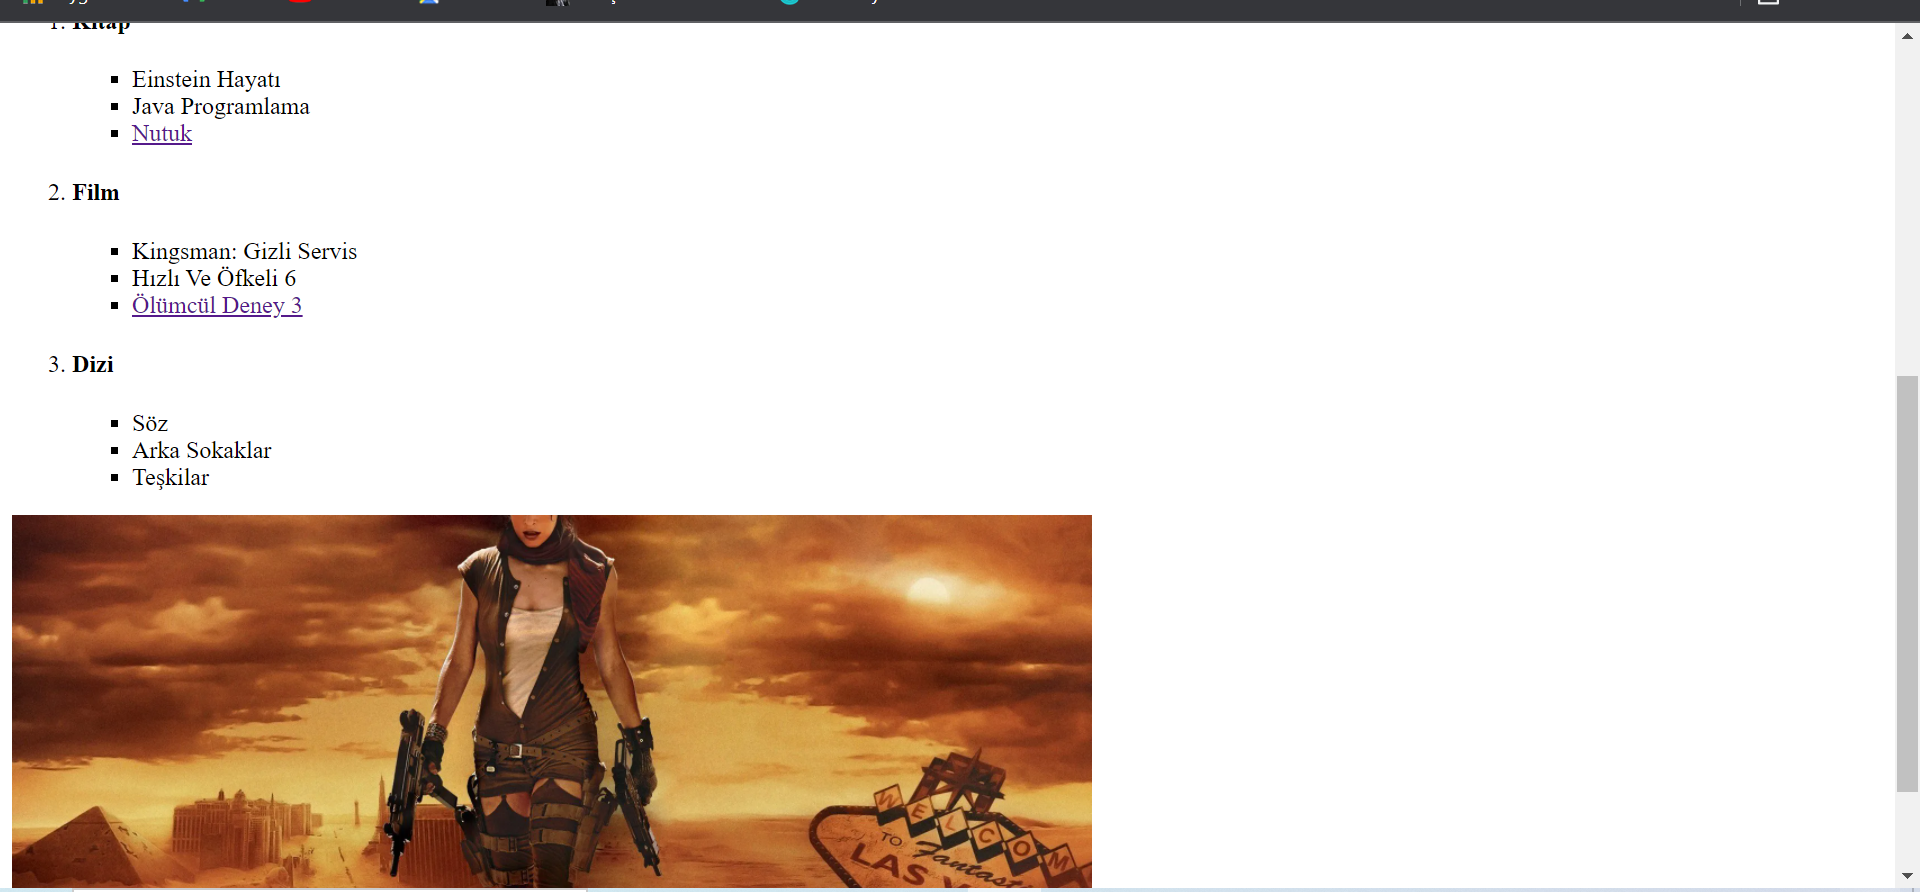 1. Kitap
Einstein Hayatı
Java Programlama
Nutuk
2. Film
Kingsman: Gizli Servis
Hızlı Ve Öfkeli 6
Ölümcül Deney 3
3. Dizi
Söz
Arka Sokaklar
Teşkilar
WELCOM
TO Fantast
LAS